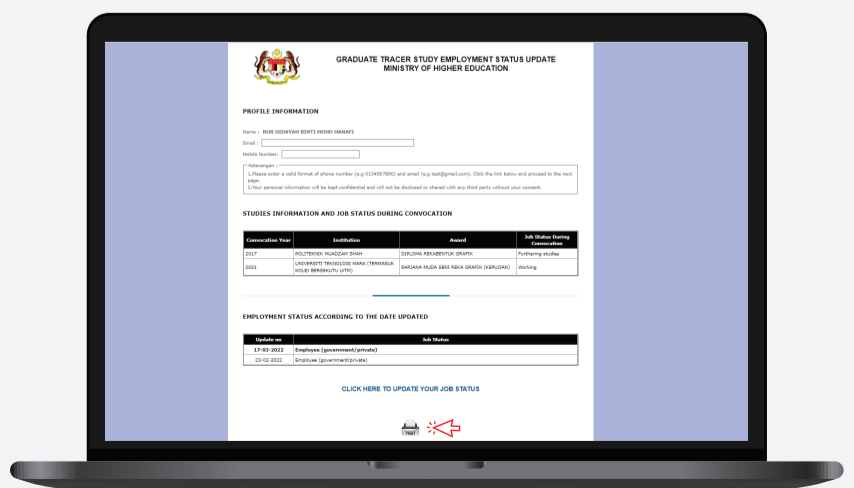 GRADUATE TRACER STUDY EMPLOYMENT STATUS UPDATE
MINISTRY OF HIGHER EDUCATION
PROFILE INFORMATION
Name : NUR HIDAYAH BINTI MOHD HANAFI
Email :
Mobile Number:
Keterangan :
1.Please enter a valid format of phone number (e.g 0134567890) and email (e.g test@gmail.com). Click the link below and proceed to the next
page.
2.Your personal information will be kept confidential and will not be disclosed or shared with any third party without your consent.
STUDIES INFORMATION AND JOB STATUS DURING CONVOCATION
Convocation Year Institution Award Job Status During Convocation
2017 POLITEKNIK MUADZAM SHAH DIPLOMA REKABENTUK GRAFIK Furthering studies
2021 UNIVERSITI TEKNOLOGI MARA (TERMASUK KOLEJ BERSEKUTU UITM) SARJANA MUDA SENI REKA GRAFIK (KEPUJIAN) Working
EMPLOYMENT STATUS ACCORDING TO THE DATE UPDATED
Update on Job Status
17-03-2022 Employee (government/private)
22-02-2022 Employee (government/private)
CLICK HERE TO UPDATE YOUR JOB STATUS
Print